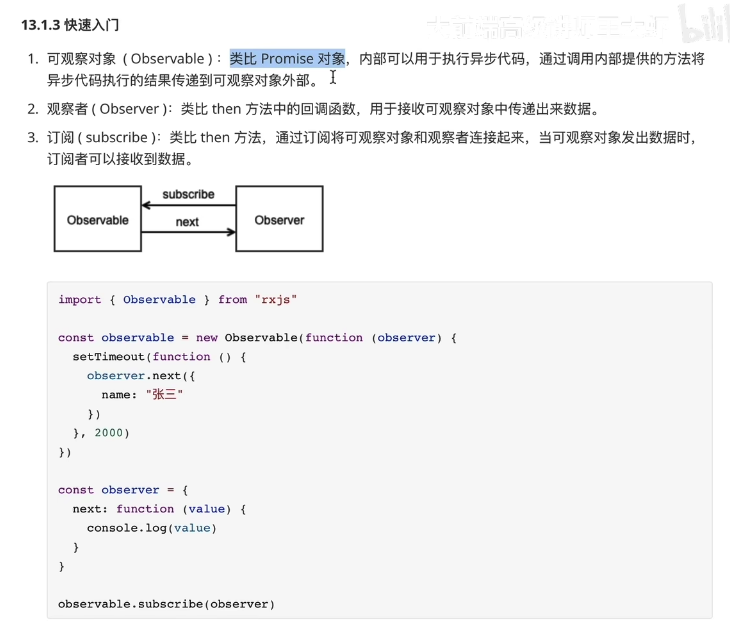 13.1.3 快速入门
1. 可观察对象 ( Observable )：类比 Promise 对象，内部可以用于执行异步代码，通过调用内部提供的方法将
异步代码执行的结果传递到可观察对象外部。
2. 观察者 ( Observer )：类比 then 方法中的回调函数，用于接收可观察对象中传递出来数据。
3. 订阅 ( subscribe )：类比 then 方法，通过订阅将可观察对象和观察者连接起来，当可观察对象发出数据时，
订阅者可以接收到数据。
subscribe
Observable
next
Observer
import { Observable } from "rxjs"
const observable = new Observable(function (observer) {
setTimeout(function () {
observer.next({
name: "张三"
})
}, 2000)
})
const observer = {
next: function (value) {
console.log(value)
}
}
observable.subscribe(observer)